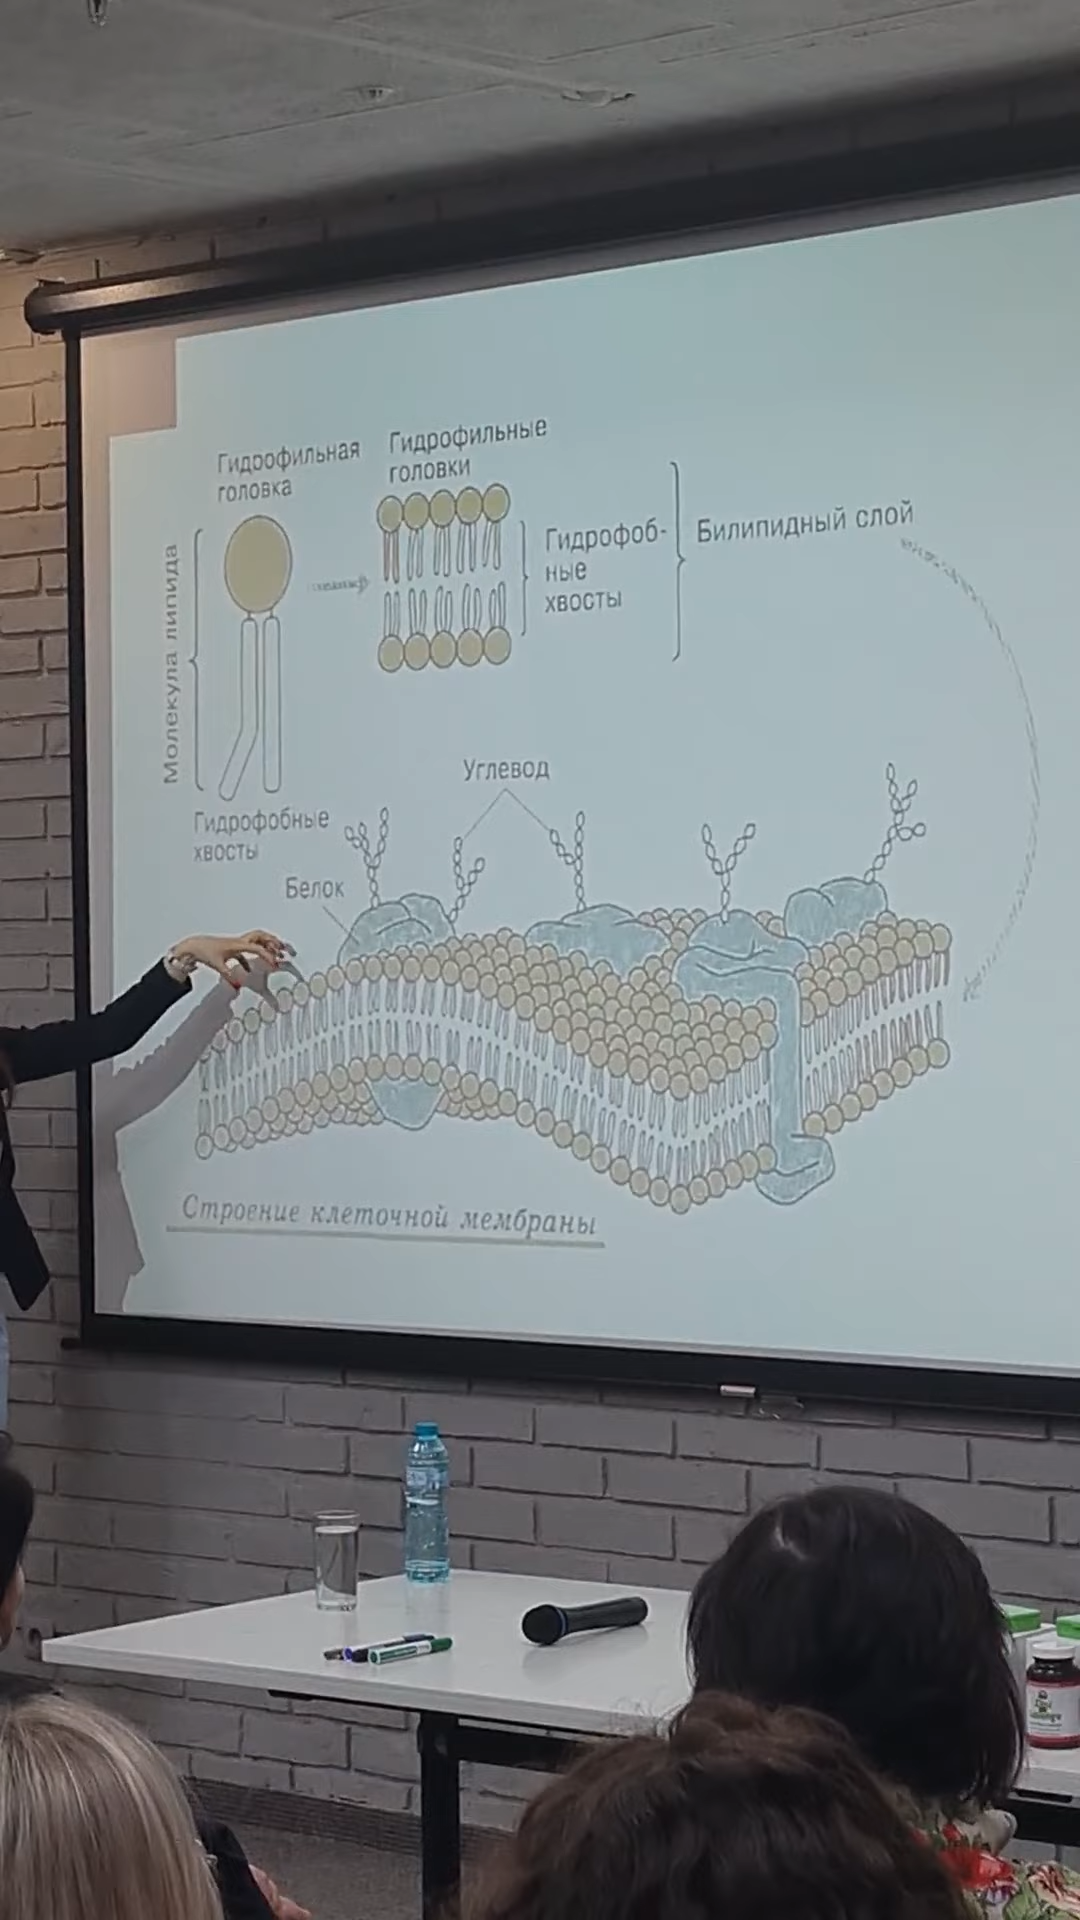 Гидрофильная
головка
Гидрофильные
головки
Молекула липида
Гидрофоб-
ные
хвосты
Билипидный слой
Гидрофобные
хвосты
Углевод
Белок
Строение клеточной мембраны